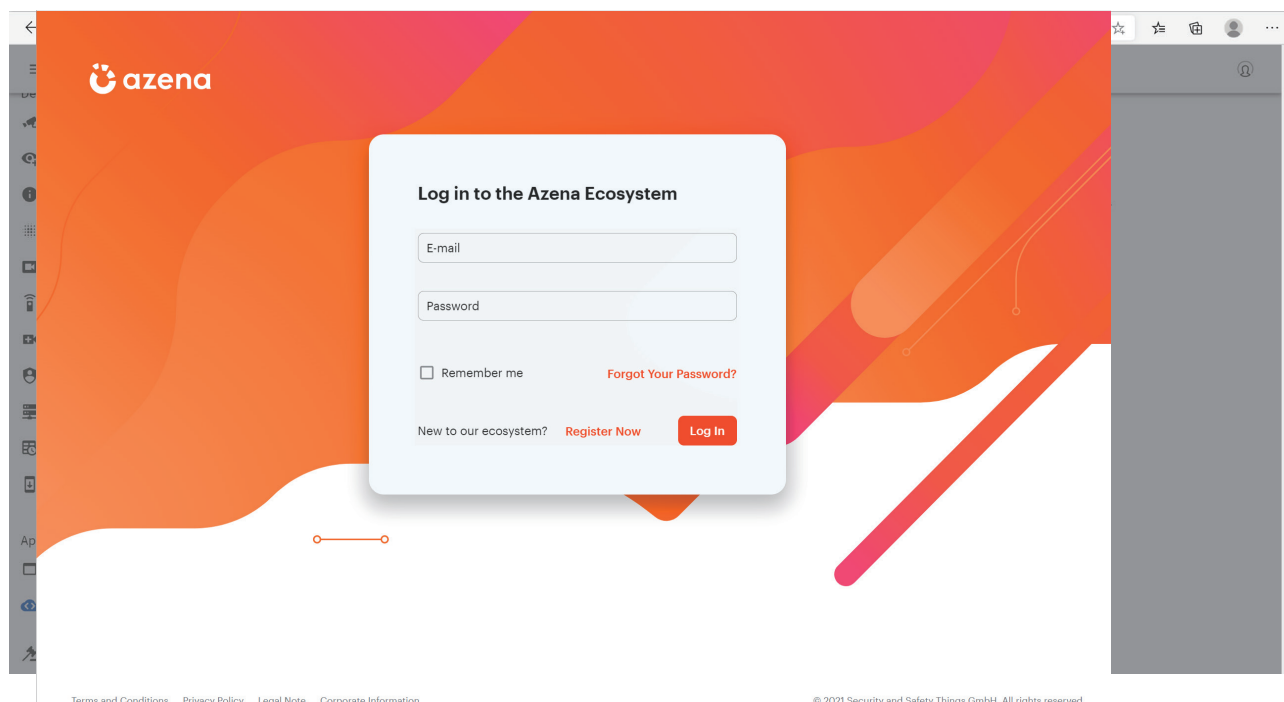 azena
Log in to the Azena Ecosystem
E-mail
Password
Remember me Forgot Your Password?
New to our ecosystem? Register Now Log In
Ap
Terms and Conditions Privacy Policy Legal Note Corporate Information © 2021 Security and Safety Things GmbH. All rights reserved